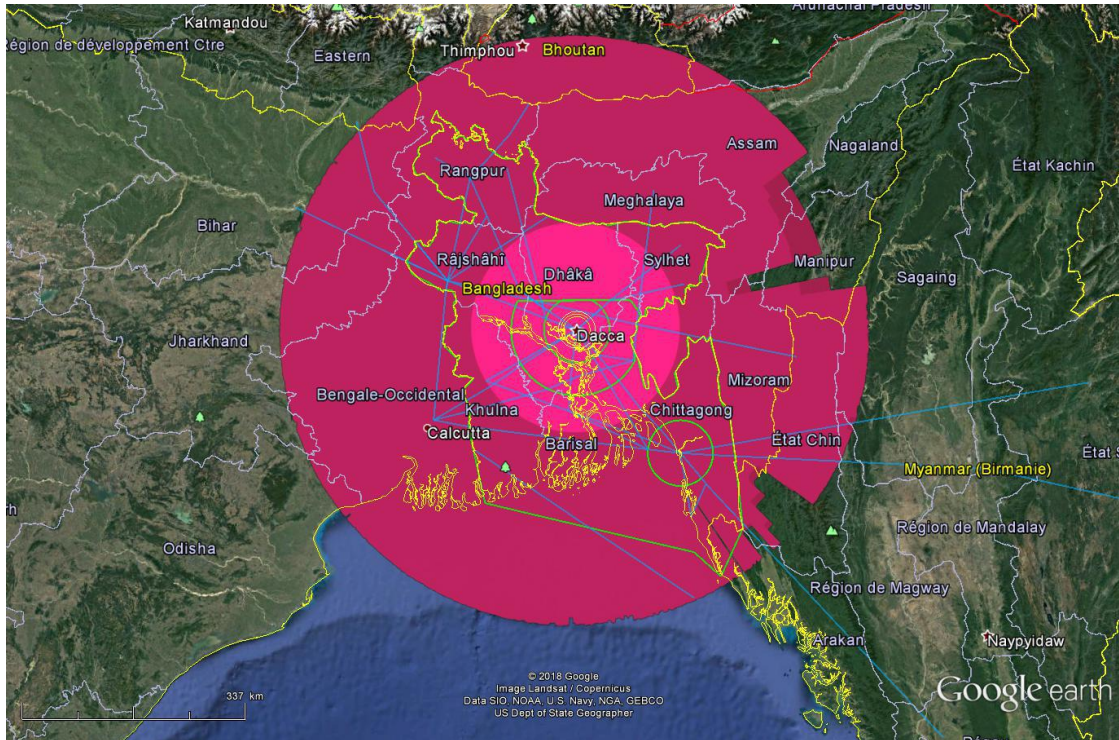 Katmandou
Région de développement Ctre
Eastern
Thimphou
Bhoutan
Assam
Nagaland
État Kachin
Rangpur
Meghalaya
Bihar
Râjshâhî
Dhâkâ
Sylhet
Manipur
Sagaing
Bangladesh
Dacca
Jharkhand
Mizoram
Bengale-Occidental
Khulna
Chittagong
Calcutta
Barisal
État Chin
Myanmar (Birmanie)
État S
Région de Mandalay
Odisha
Région de Magway
Arakan
Naypyidaw
© 2018 Google
Image Landsat / Copernicus
Data SIO, NOAA, U.S. Navy, NGA, GEBCO
US Dept of State Geographer
337 km
Google earth